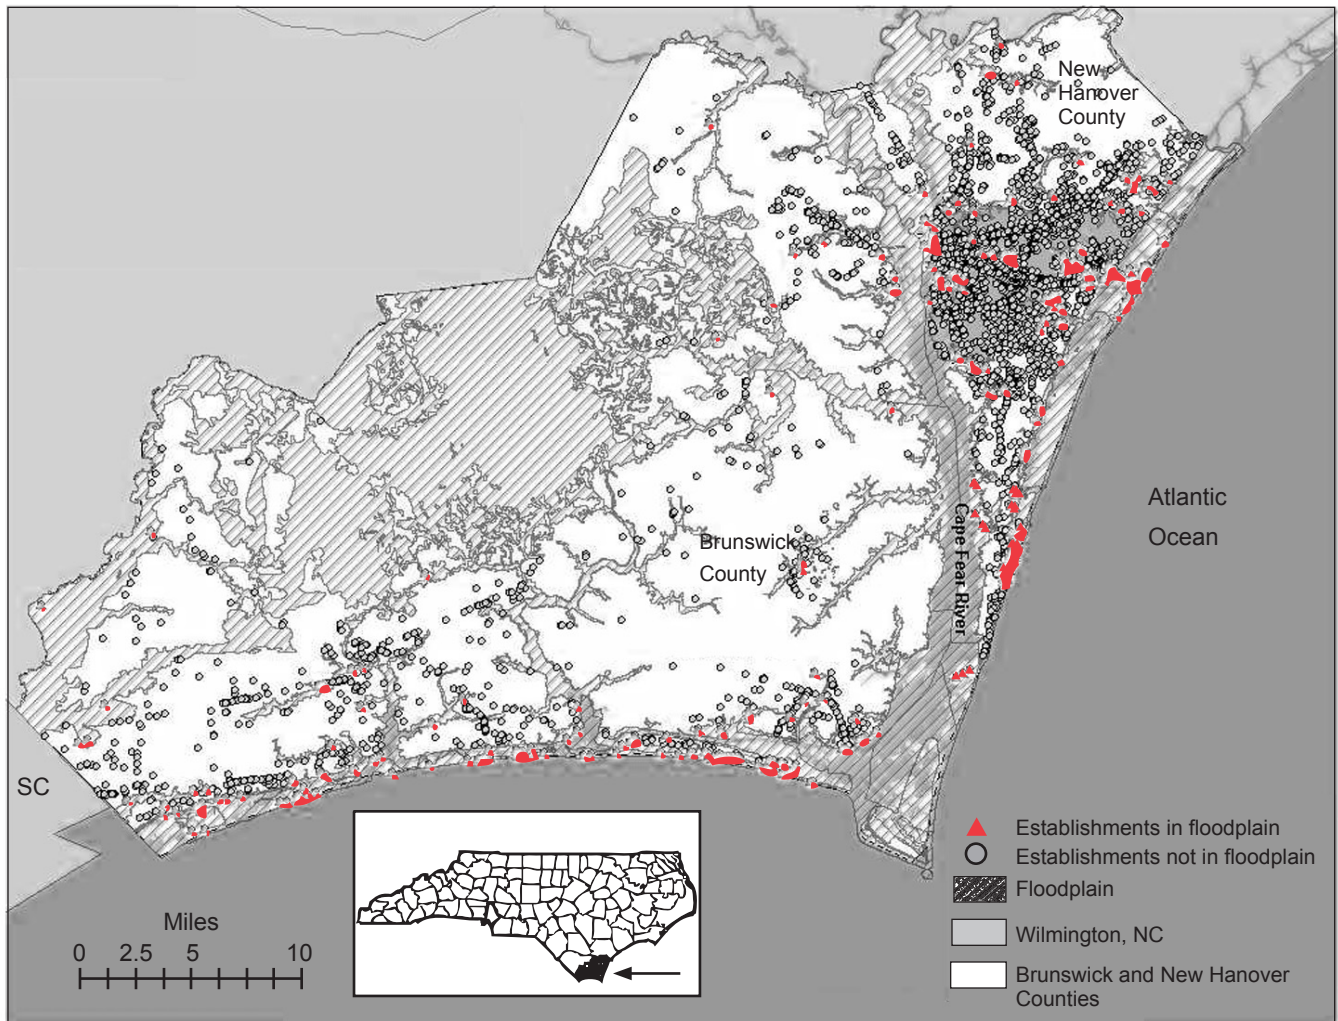 New
Hanover
County
Atlantic
Ocean
Brunswick
County
Cape Fear River
SC
Miles
0 2.5 5 10
Establishments in floodplain
Establishments not in floodplain
Floodplain
Wilmington, NC
Brunswick and New Hanover
Counties